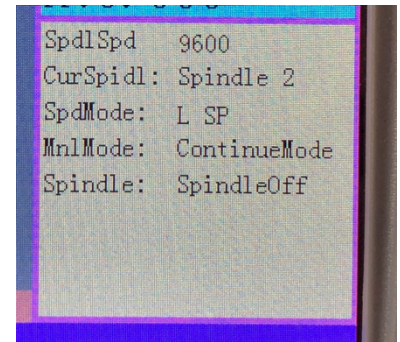 SpdlSpd 9600
CurSpidl: Spindle 2
SpdMode: L SP
MnlMode: ContinueMode
Spindle: SpindleOff